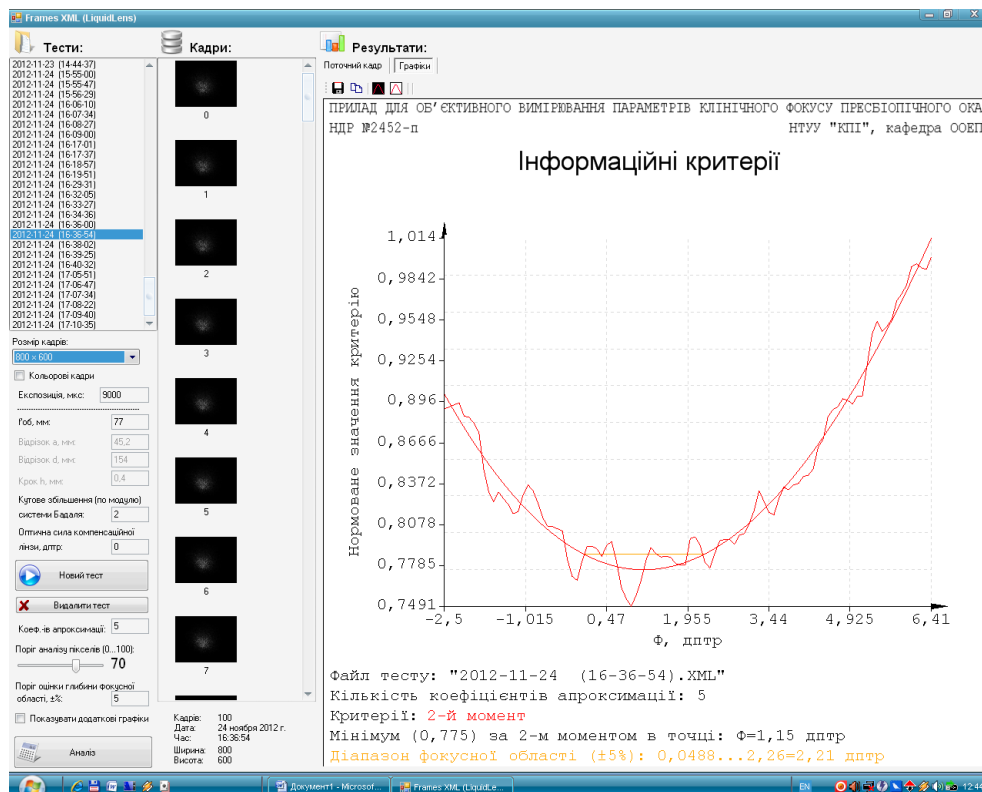 Frames XML (LiquidLens)
Тести:
2012-11-23 (14-44-37)
2012-11-24 (15-55-00)
2012-11-24 (15-55-47)
2012-11-24 (15-56-29)
2012-11-24 (16-06-10)
2012-11-24 (16-07-34)
2012-11-24 (16-08-27)
2012-11-24 (16-09-00)
2012-11-24 (16-17-01)
2012-11-24 (16-17-37)
2012-11-24 (16-18-57)
2012-11-24 (16-19-51)
2012-11-24 (16-29-31)
2012-11-24 (16-32-05)
2012-11-24 (16-33-27)
2012-11-24 (16-34-36)
2012-11-24 (16-36-00)
2012-11-24 (16-36-54)
2012-11-24 (16-38-02)
2012-11-24 (16-39-25)
2012-11-24 (16-40-32)
2012-11-24 (17-05-51)
2012-11-24 (17-06-47)
2012-11-24 (17-07-34)
2012-11-24 (17-08-22)
2012-11-24 (17-09-40)
2012-11-24 (17-10-35)
Розмір кадрів:
800 × 600
Кольорові кадри
Експозиція, мкс: 9000
f'об, мм: 77
Відрізок a, мм: 45,2
Відрізок d, мм: 154
Крок h, мм: 0,4
Кутове збільшення (по модулю)
системи Бадаля: 2
Оптична сила компенсаційної
лінзи, дптр: 0
Новий тест
Видалити тест
Коеф.-ів апроксимації: 5
Поріг аналізу пікселів (0...100):
70
Поріг оцінки глибини фокусної
області, ±%: 5
Показувати додаткові графіки
Аналіз
Кадри:
0
1
2
3
4
5
6
7
Кадрів: 100
Дата: 24 ноября 2012 г.
Час: 16:36:54
Ширина: 800
Висота: 600
Результати:
Поточний кадр Графіки
ПРИЛАД ДЛЯ ОБ'ЄКТИВНОГО ВИМІРЮВАННЯ ПАРАМЕТРІВ КЛІНІЧНОГО ФОКУСУ ПРЕСБІОПІЧНОГО ОКА
НДР №2452-п НТУУ "КПІ", кафедра ООЕП
Інформаційні критерії
Нормоване значення критерію
1,014
0,9842
0,9548
0,9254
0,896
0,8666
0,8372
0,8078
0,7785
0,7491
-2,5 -1,015 0,47 1,955 3,44 4,925 6,41
Φ, дптр
Файл тесту: "2012-11-24 (16-36-54).XML"
Кількість коефіцієнтів апроксимації: 5
Критерії: 2-й момент
Мінімум (0,775) за 2-м моментом в точці: Φ=1,15 дптр
Діапазон фокусної області (±5%): 0,0488...2,26=2,21 дптр
Документ1 - Microsof... Frames XML (LiquidLe... EN 12:44